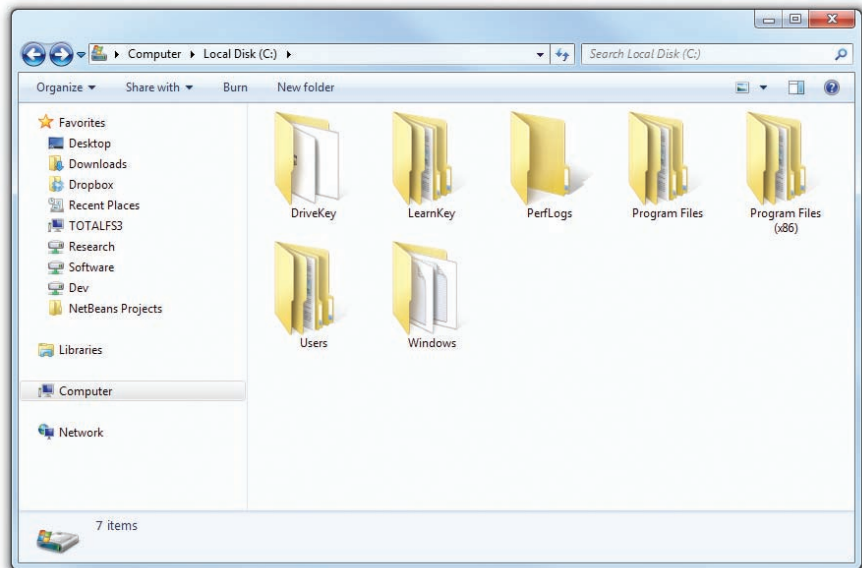 Computer Local Disk (C:)
Search Local Disk (C:)
Organize Share with Burn New folder
Favorites
Desktop
Downloads
Dropbox
Recent Places
TOTALFS3
Research
Software
Dev
NetBeans Projects
Libraries
Computer
Network
DriveKey
LearnKey
PerfLogs
Program Files
Program Files
(x86)
Users
Windows
7 items